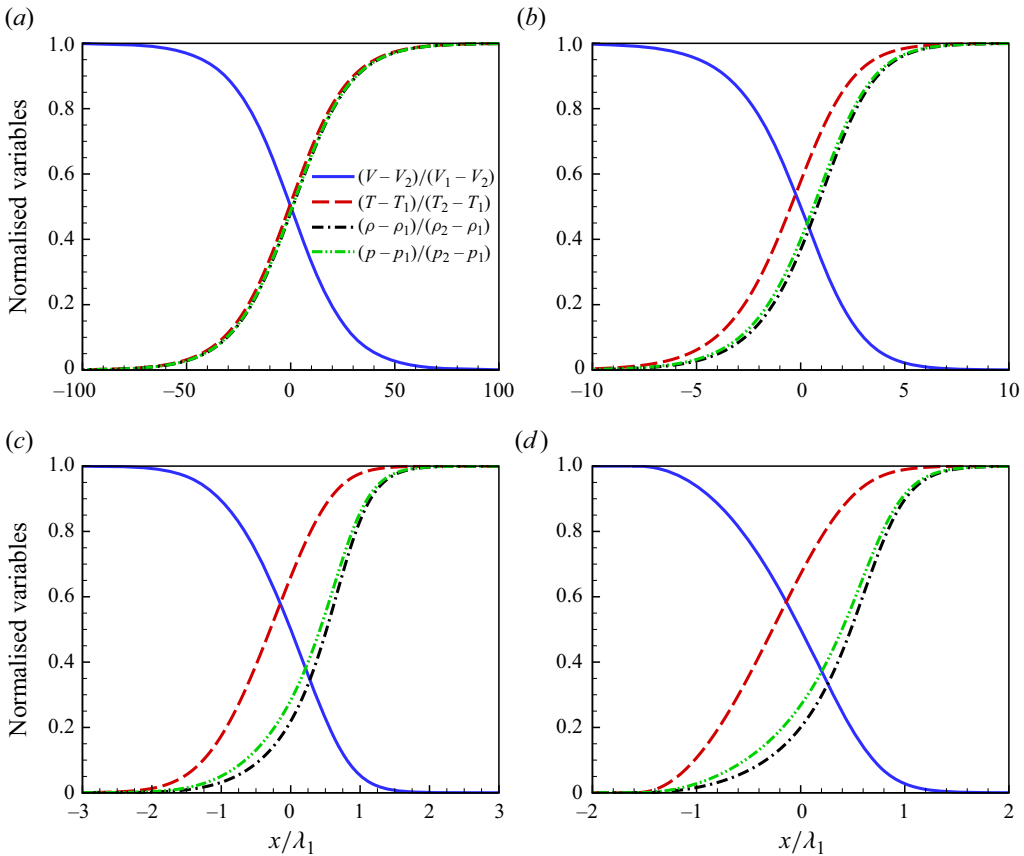 (a)
(b)
1.0
0.8
0.6
0.4
0.2
0
Normalised variables
(V – V₂)/(V₁ – V₂)
(T – T₁)/(T₂ – T₁)
(ρ – ρ₁)/(ρ₂ – ρ₁)
(p – p₁)/(p₂ – p₁)
–100 –50 0 50 100
1.0
0.8
0.6
0.4
0.2
0
–10 –5 0 5 10
(c)
(d)
1.0
0.8
0.6
0.4
0.2
0
Normalised variables
–3 –2 –1 0 1 2 3
x/λ₁
1.0
0.8
0.6
0.4
0.2
0
–2 –1 0 1 2
x/λ₁